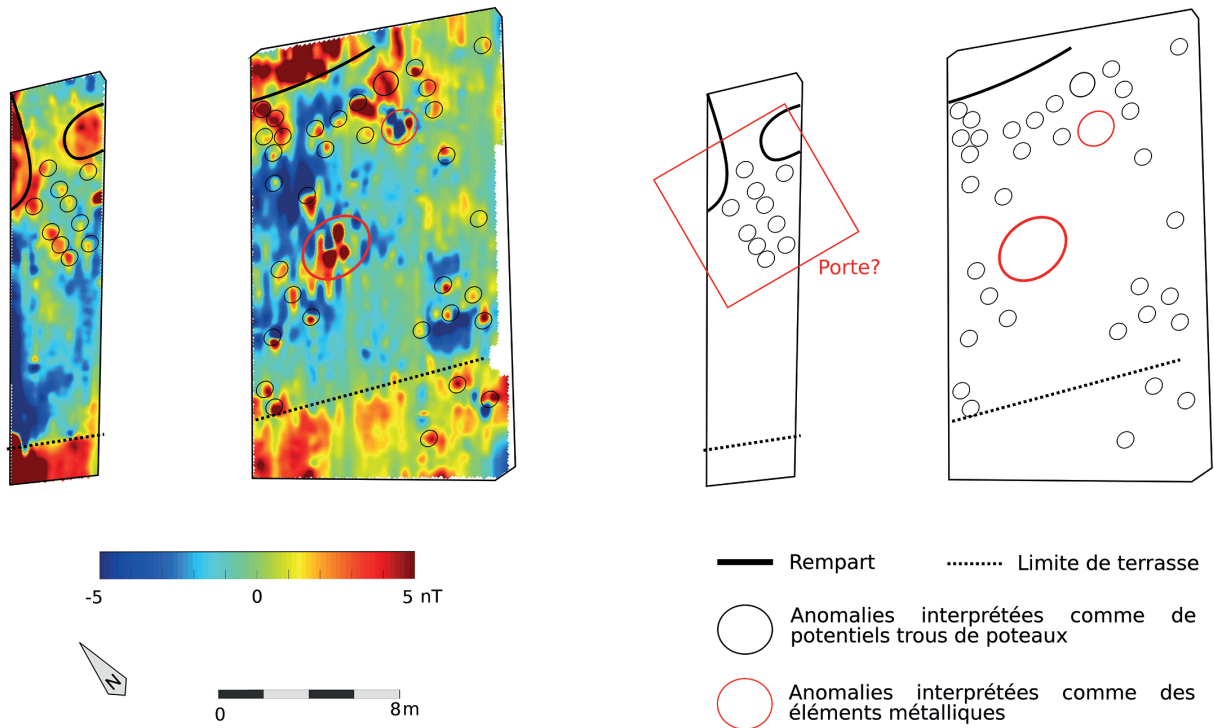 Porte?
-5
0
5 nT
N
0
8m
Rempart
Limite de terrasse
Anomalies interprétées comme de
potentiels trous de poteaux
Anomalies interprétées comme des
éléments métalliques